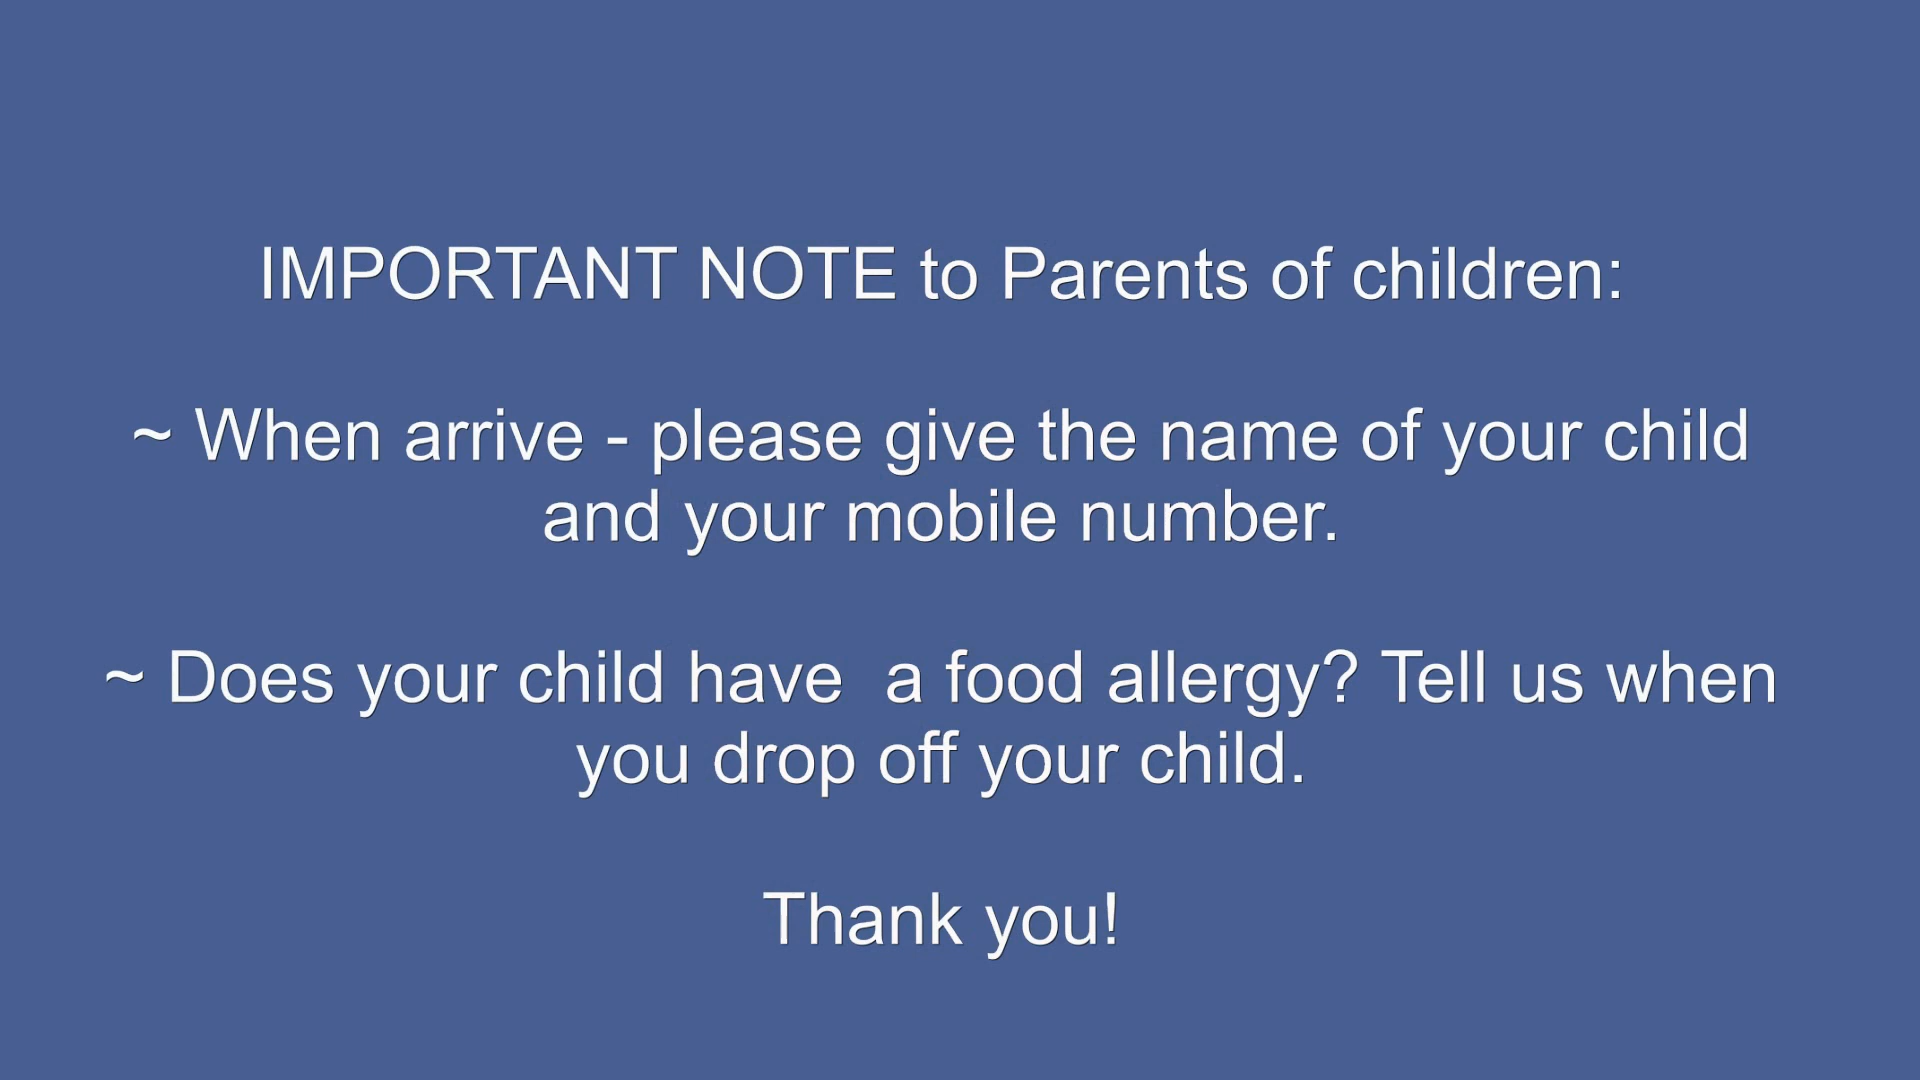 IMPORTANT NOTE to Parents of children:
~ When arrive - please give the name of your child
and your mobile number.
~ Does your child have  a food allergy? Tell us when
you drop off your child.
Thank you!